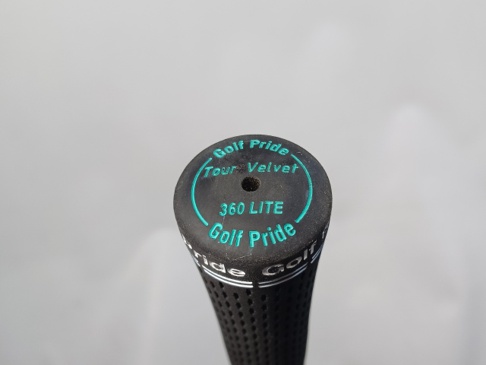 Golf Pride
Tour Velvet
360 LITE
Golf Pride
Pride Golf